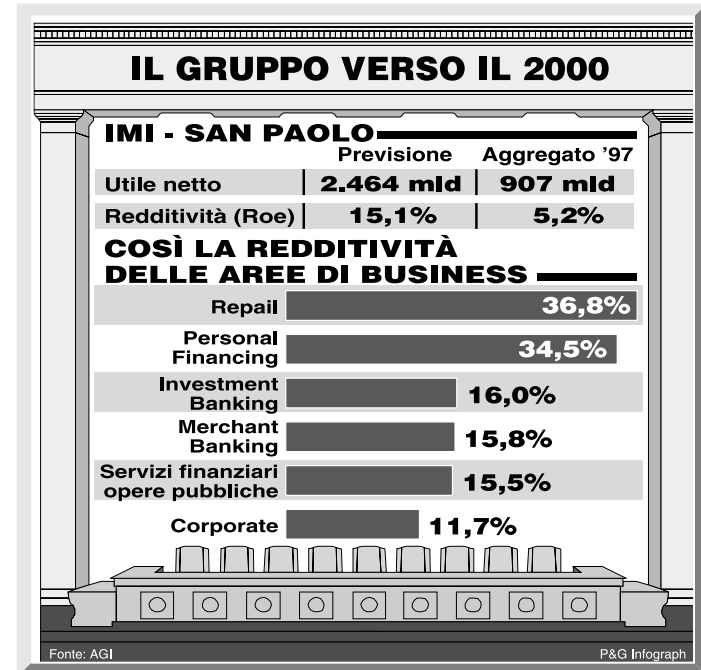 IL GRUPPO VERSO IL 2000
IMI - SAN PAOLO
Previsione Aggregato '97
Utile netto 2.464 mld 907 mld
Redditività (Roe) 15,1% 5,2%
COSÌ LA REDDITIVITÀ
DELLE AREE DI BUSINESS
Repail 36,8%
Personal
Financing 34,5%
Investment
Banking 16,0%
Merchant
Banking 15,8%
Servizi finanziari
opere pubbliche 15,5%
Corporate 11,7%
Fonte: AGI P&G Infograph